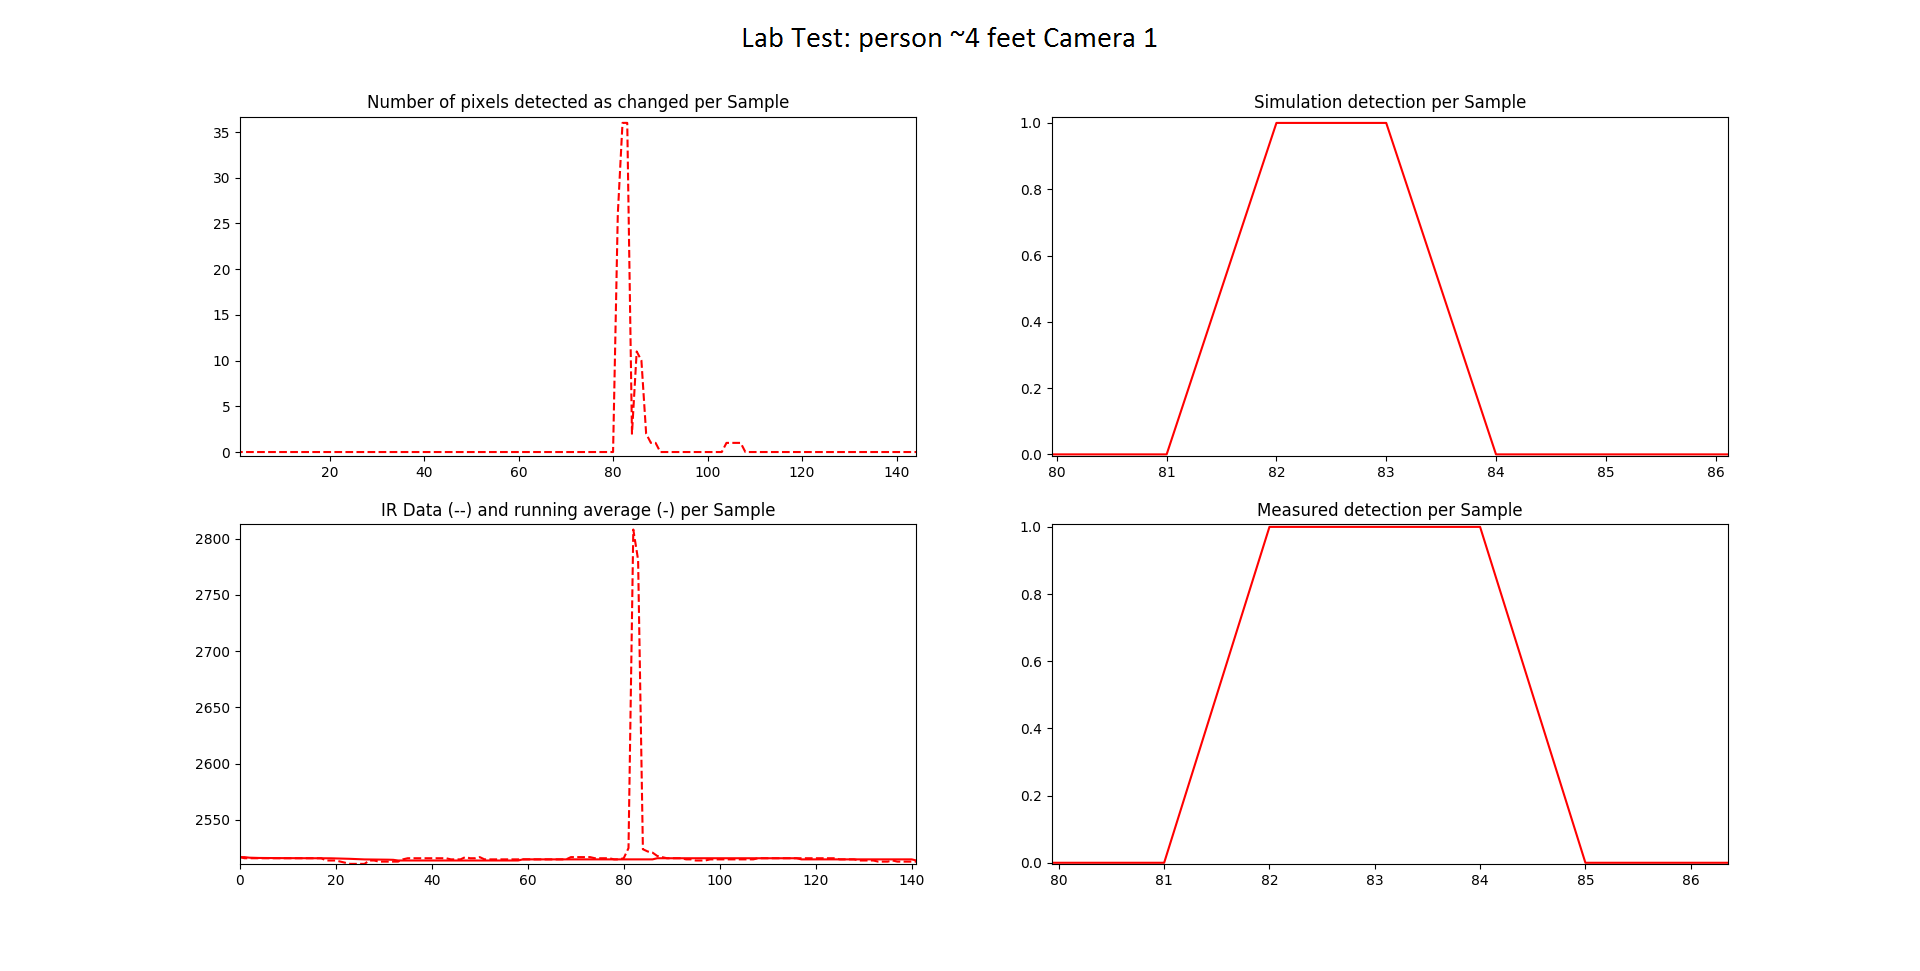 Lab Test: person ~4 feet Camera 1
Number of pixels detected as changed per Sample
35
30
25
20
15
10
5
0
20 40 60 80 100 120 140
Simulation detection per Sample
1.0
0.8
0.6
0.4
0.2
0.0
80 81 82 83 84 85 86
IR Data (--) and running average (-) per Sample
2800
2750
2700
2650
2600
2550
0 20 40 60 80 100 120 140
Measured detection per Sample
1.0
0.8
0.6
0.4
0.2
0.0
80 81 82 83 84 85 86